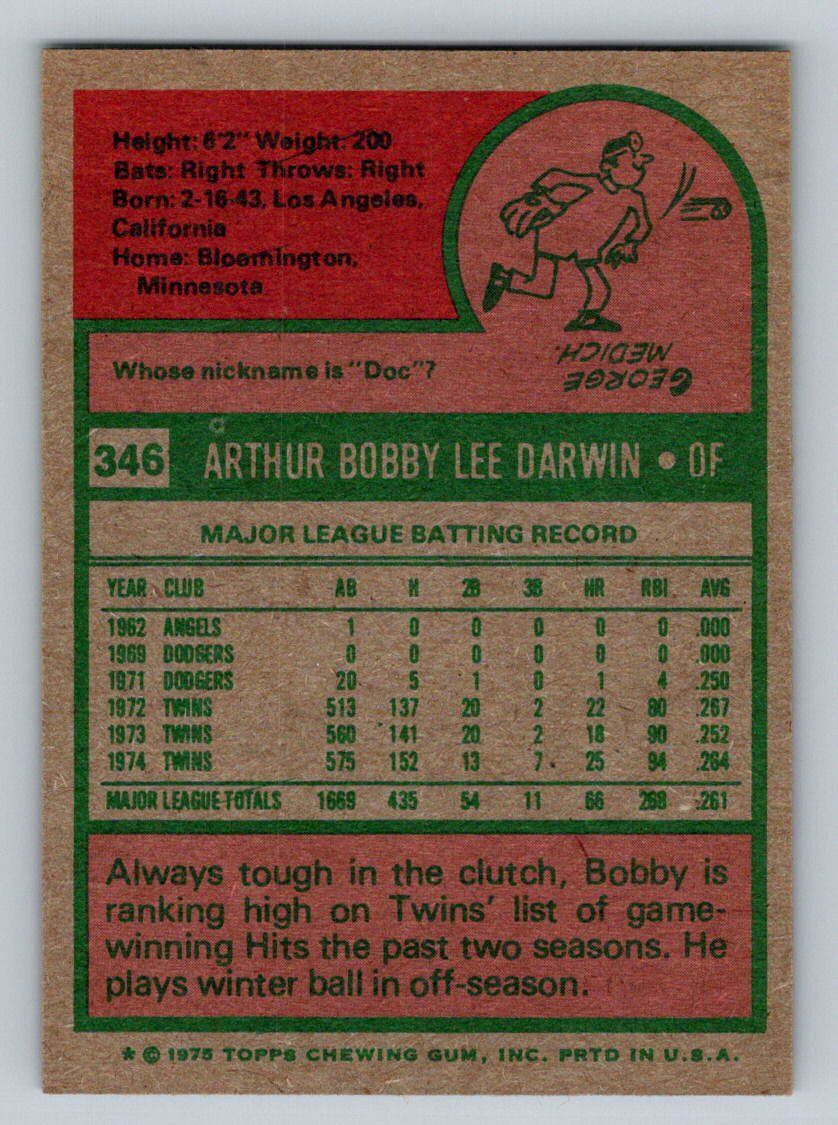 Height: 6'2" Weight: 200
Bats: Right Throws: Right
Born: 2-16-43, Los Angeles,
California
Home: Bloomington,
Minnesota
Whose nickname is "Doc"?
GEORGE
MEDICH.
346 ARTHUR BOBBY LEE DARWIN • OF
MAJOR LEAGUE BATTING RECORD
YEAR CLUB AB H 2B 3B HR RBI AVG
1962 ANGELS 1 0 0 0 0 0 .000
1969 DODGERS 0 0 0 0 0 0 .000
1971 DODGERS 20 5 1 0 1 4 .250
1972 TWINS 513 137 20 2 22 80 .267
1973 TWINS 560 141 20 2 18 90 .252
1974 TWINS 575 152 13 7 25 94 .264
MAJOR LEAGUE TOTALS 1669 435 54 11 66 268 .261
Always tough in the clutch, Bobby is
ranking high on Twins' list of game-
winning Hits the past two seasons. He
plays winter ball in off-season.
* © 1975 TOPPS CHEWING GUM, INC. PRTD IN U.S.A.